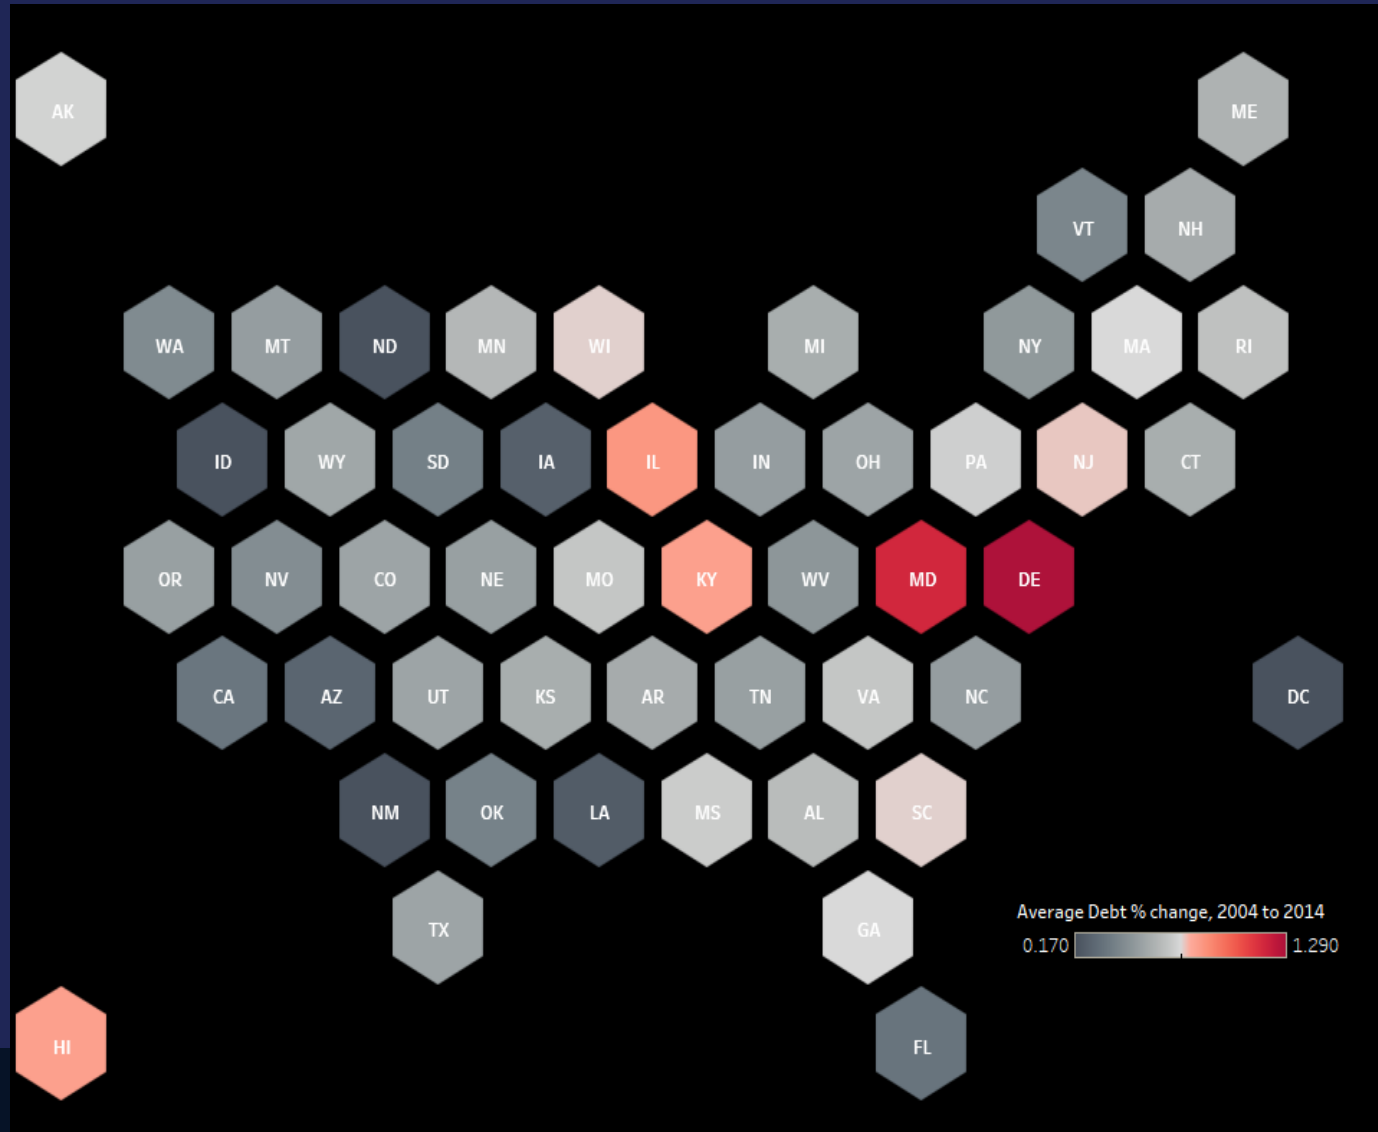 AK
ME
VT
NH
WA
MT
ND
MN
WI
MI
NY
MA
RI
ID
WY
SD
IA
IL
IN
OH
PA
NJ
CT
OR
NV
CO
NE
MO
KY
WV
MD
DE
CA
AZ
UT
KS
AR
TN
VA
NC
DC
NM
OK
LA
MS
AL
SC
TX
GA
Average Debt % change, 2004 to 2014
0.170
1.290
HI
FL